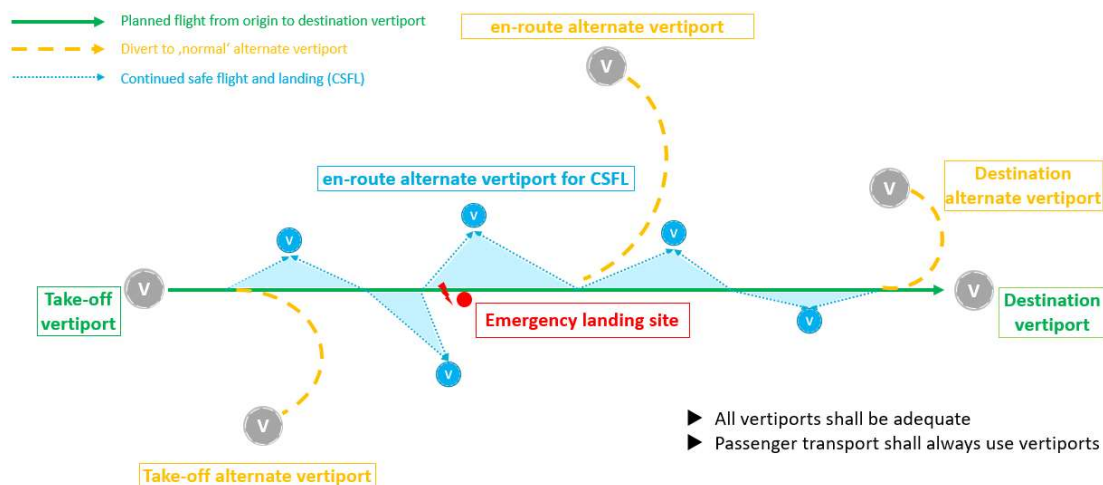 Planned flight from origin to destination vertiport
Divert to ‚normal‘ alternate vertiport
Continued safe flight and landing (CSFL)
en-route alternate vertiport
V
en-route alternate vertiport for CSFL
V
Destination
alternate vertiport
V
V
V
V
Take-off
vertiport
V
Emergency landing site
V
Destination
vertiport
V
V
V
Take-off alternate vertiport
▶ All vertiports shall be adequate
▶ Passenger transport shall always use vertiports